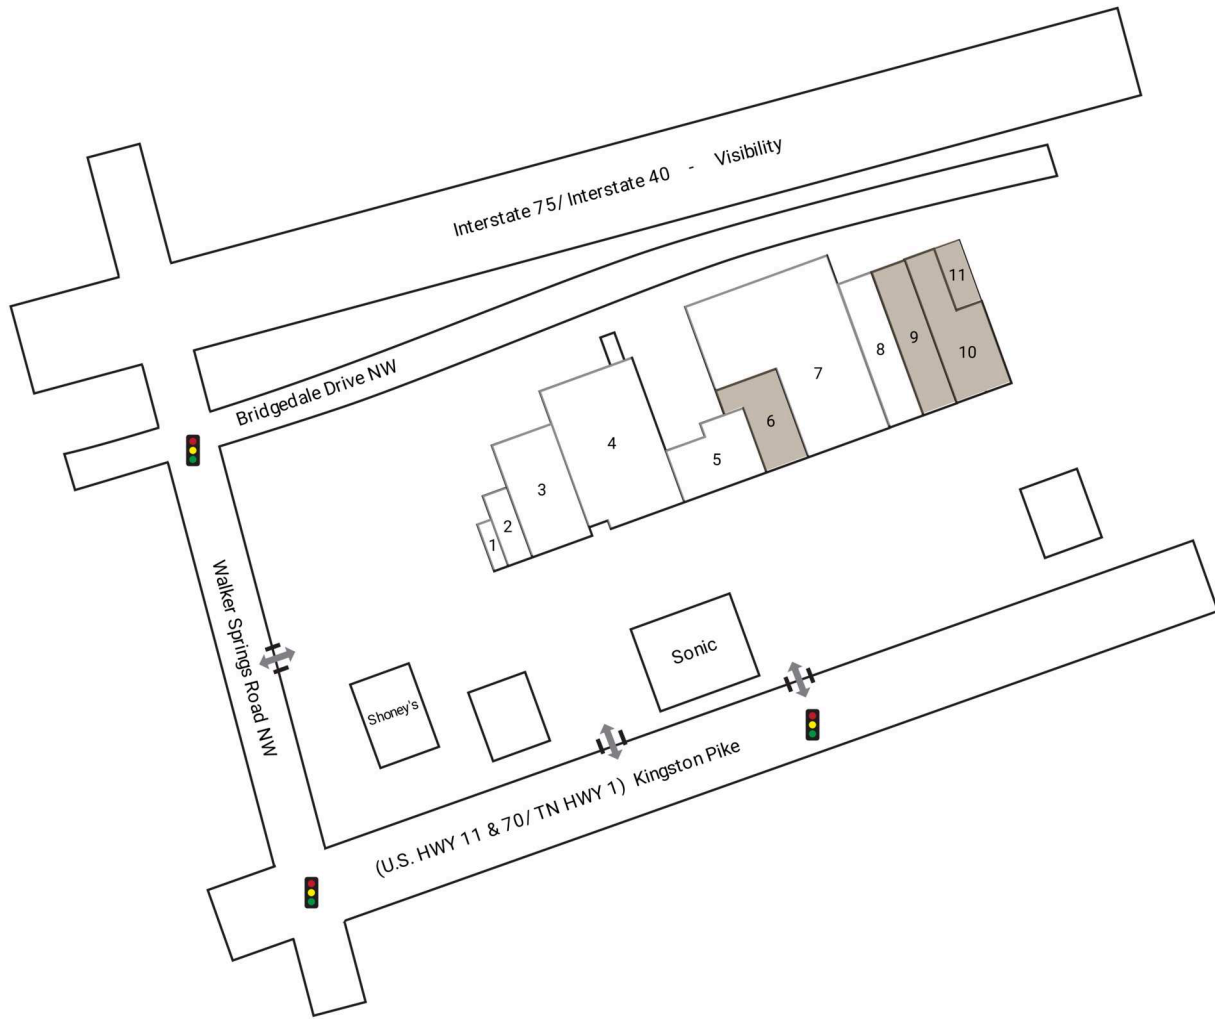 Interstate 75/ Interstate 40 - Visibility
Bridgedale Drive NW
11
9
8
10
7
6
4
5
3
2
1
Walker Springs Road NW
Sonic
Shoney's
(U.S. HWY 11 & 70/ TN HWY 1) Kingston Pike